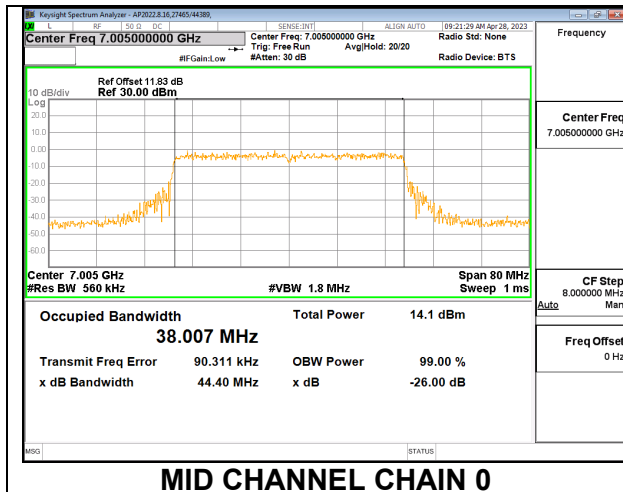 Keysight Spectrum Analyzer - AP2022.8.16,27465/44389,
L RF 50 Ω DC SENSE:INT ALIGN AUTO 09:21:29 AM Apr 28, 2023
Center Freq 7.005000000 GHz
Center Freq: 7.005000000 GHz Radio Std: None
Trig: Free Run Avg|Hold: 20/20
#IFGain:Low #Atten: 30 dB Radio Device: BTS
Frequency
Ref Offset 11.83 dB
10 dB/div Ref 30.00 dBm
Log
20.0
10.0
0.00
-10.0
-20.0
-30.0
-40.0
-50.0
-60.0
Center 7.005 GHz Span 80 MHz
#Res BW 560 kHz #VBW 1.8 MHz Sweep 1 ms
Occupied Bandwidth Total Power 14.1 dBm
38.007 MHz
Transmit Freq Error 90.311 kHz OBW Power 99.00 %
x dB Bandwidth 44.40 MHz x dB -26.00 dB
Center Freq
7.005000000 GHz
CF Step
8.000000 MHz
Auto Man
Freq Offset
0 Hz
MSG STATUS
MID CHANNEL CHAIN 0